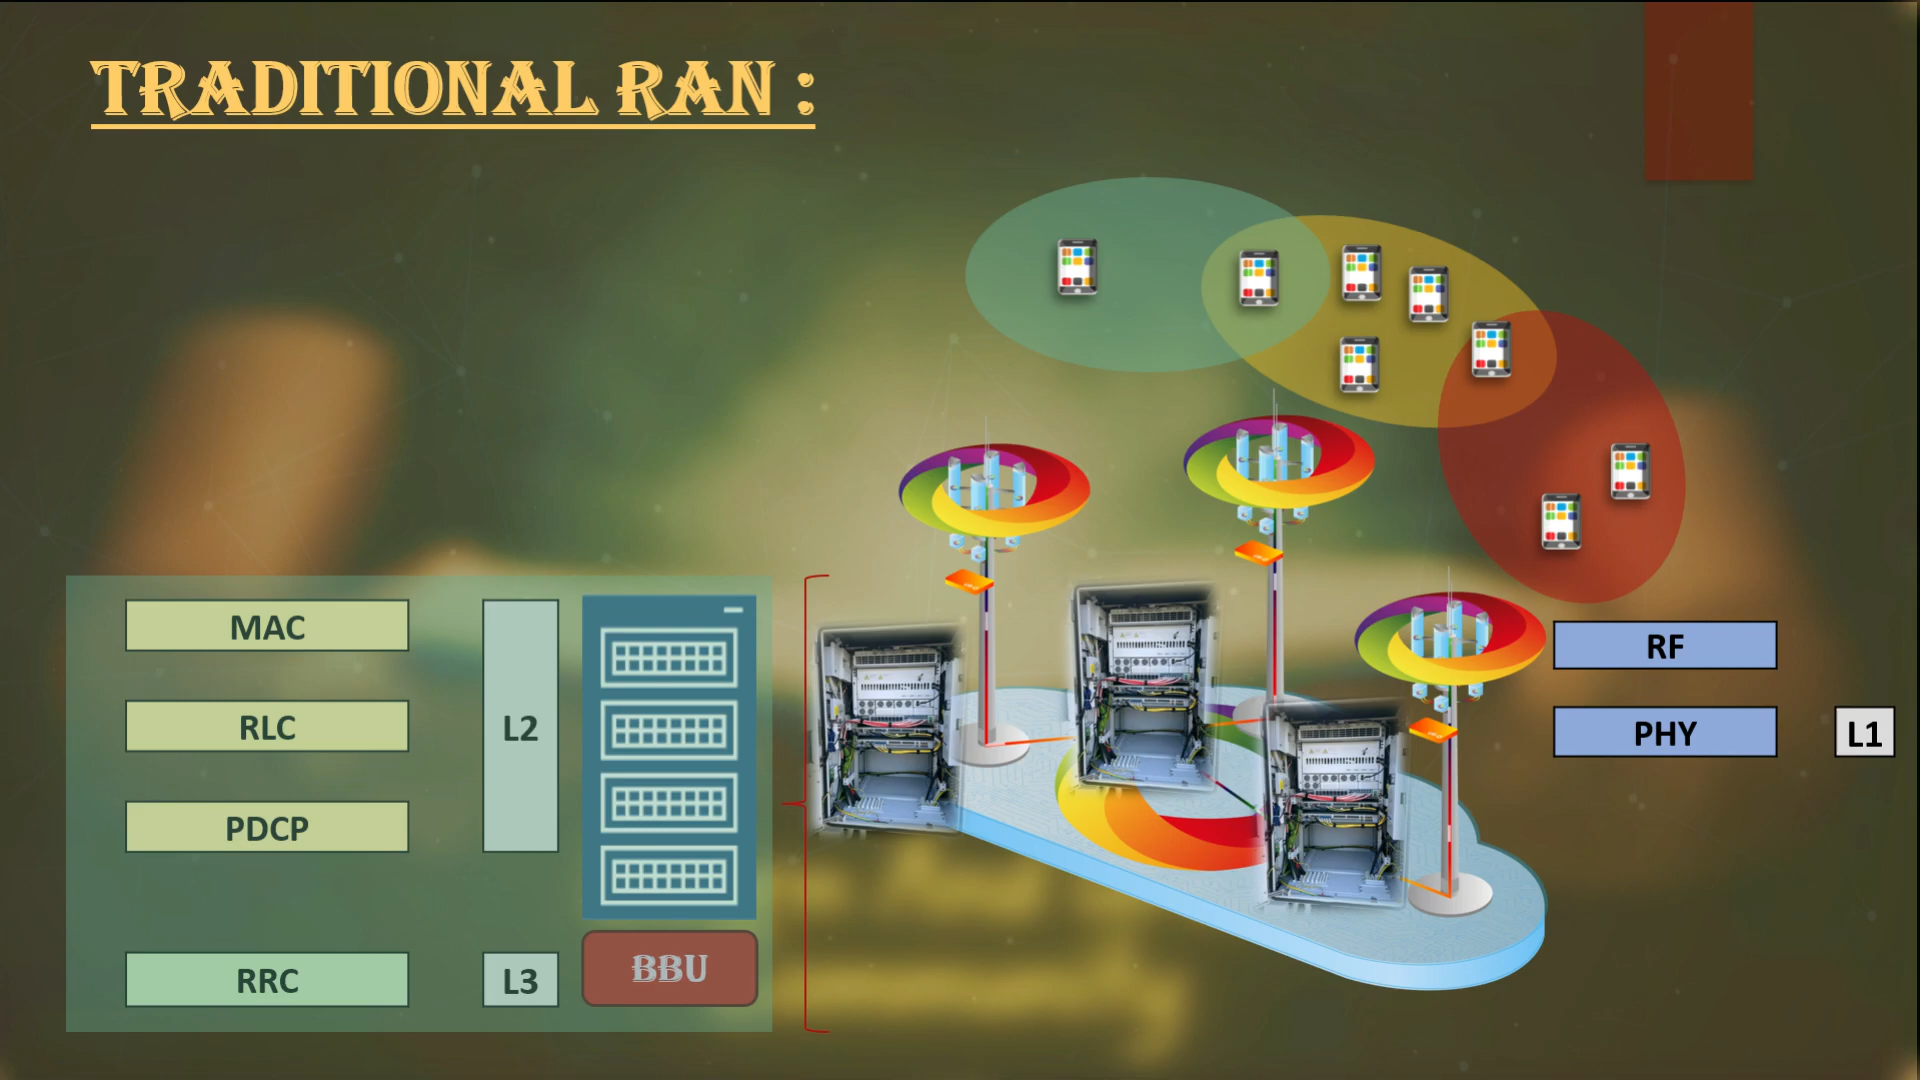 TRADITIONAL RAN :
MAC
RLC
L2
PDCP
RRC
L3
BBU
RF
PHY
L1